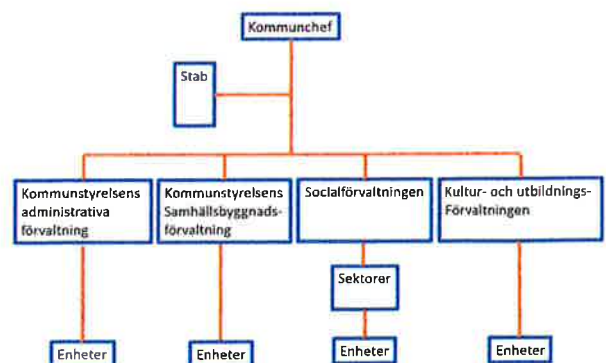 Kommunchef
Stab
Kommunstyrelsens
administrativa
förvaltning
Kommunstyrelsens
Samhällsbyggnads-
förvaltning
Socialförvaltningen
Kultur- och utbildnings-
Förvaltningen
Sektorer
Enheter
Enheter
Enheter
Enheter